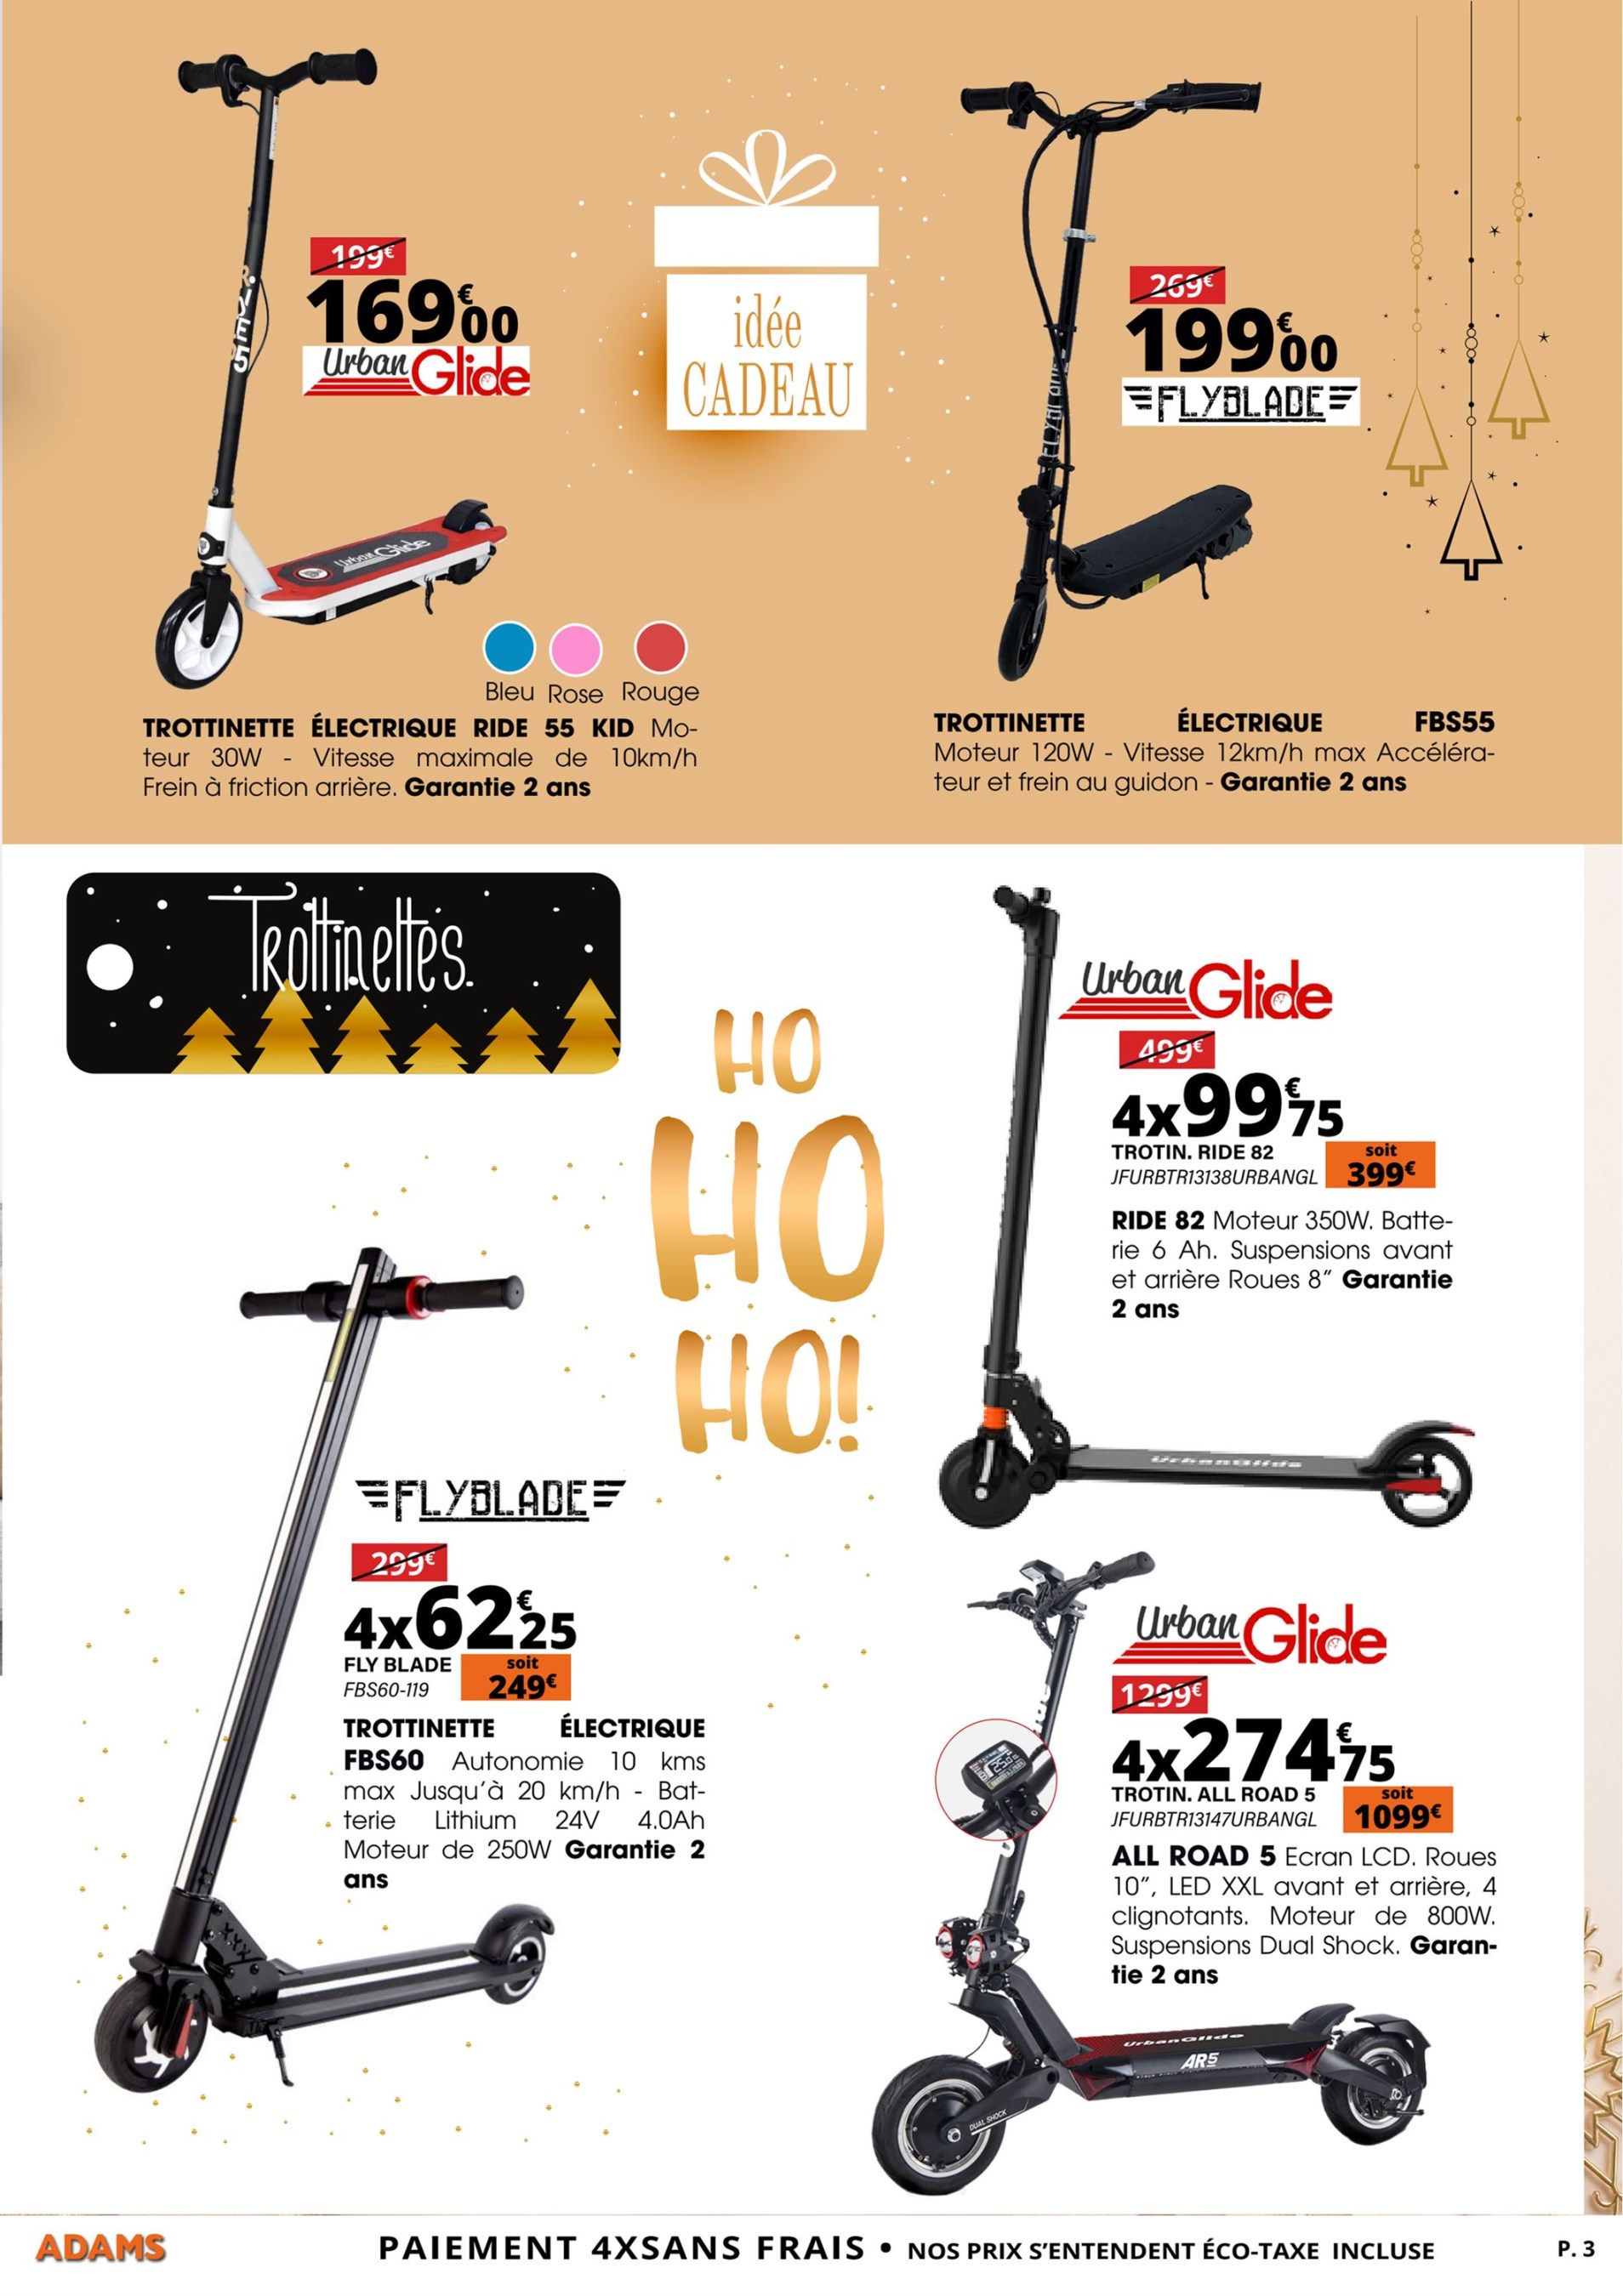 199€
169€00
Urban Glide
idée
CADEAU
269€
199€00
FLYBLADE
Urban Glide
FLYBLADE
Bleu Rose Rouge
TROTTINETTE ÉLECTRIQUE RIDE 55 KID Mo-
teur 30W - Vitesse maximale de 10km/h
Frein à friction arrière. Garantie 2 ans
TROTTINETTE ÉLECTRIQUE FBS55
Moteur 120W - Vitesse 12km/h max Accéléra-
teur et frein au guidon - Garantie 2 ans
Trottinettes
HO
HO
HO!
Urban Glide
499€
4x99€75
TROTIN. RIDE 82
JFURBTR13138URBANGL
soit
399€
RIDE 82 Moteur 350W. Batte-
rie 6 Ah. Suspensions avant
et arrière Roues 8” Garantie
2 ans
UrbanGlide
FLYBLADE
299€
4x62€25
FLY BLADE
FBS60-119
soit
249€
TROTTINETTE ÉLECTRIQUE
FBS60 Autonomie 10 kms
max Jusqu’à 20 km/h - Bat-
terie Lithium 24V 4.0Ah
Moteur de 250W Garantie 2
ans
Urban Glide
1299€
4x274€75
TROTIN. ALL ROAD 5
JFURBTR13147URBANGL
soit
1099€
ALL ROAD 5 Ecran LCD. Roues
10”, LED XXL avant et arrière, 4
clignotants. Moteur de 800W.
Suspensions Dual Shock. Garan-
tie 2 ans
UrbanGlide
AR5
DUAL SHOCK
ADAMS
PAIEMENT 4XSANS FRAIS • NOS PRIX S’ENTENDENT ÉCO-TAXE INCLUSE
P. 3